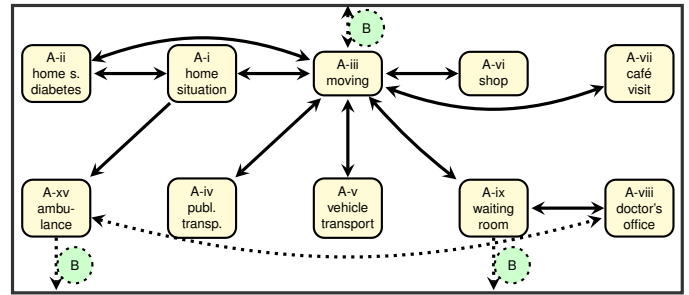 B
A-ii
home s.
diabetes
A-i
home
situation
A-iii
moving
A-vi
shop
A-vii
café
visit
A-xv
ambu-
lance
A-iv
publ.
transp.
A-v
vehicle
transport
A-ix
waiting
room
A-viii
doctor's
office
B
B